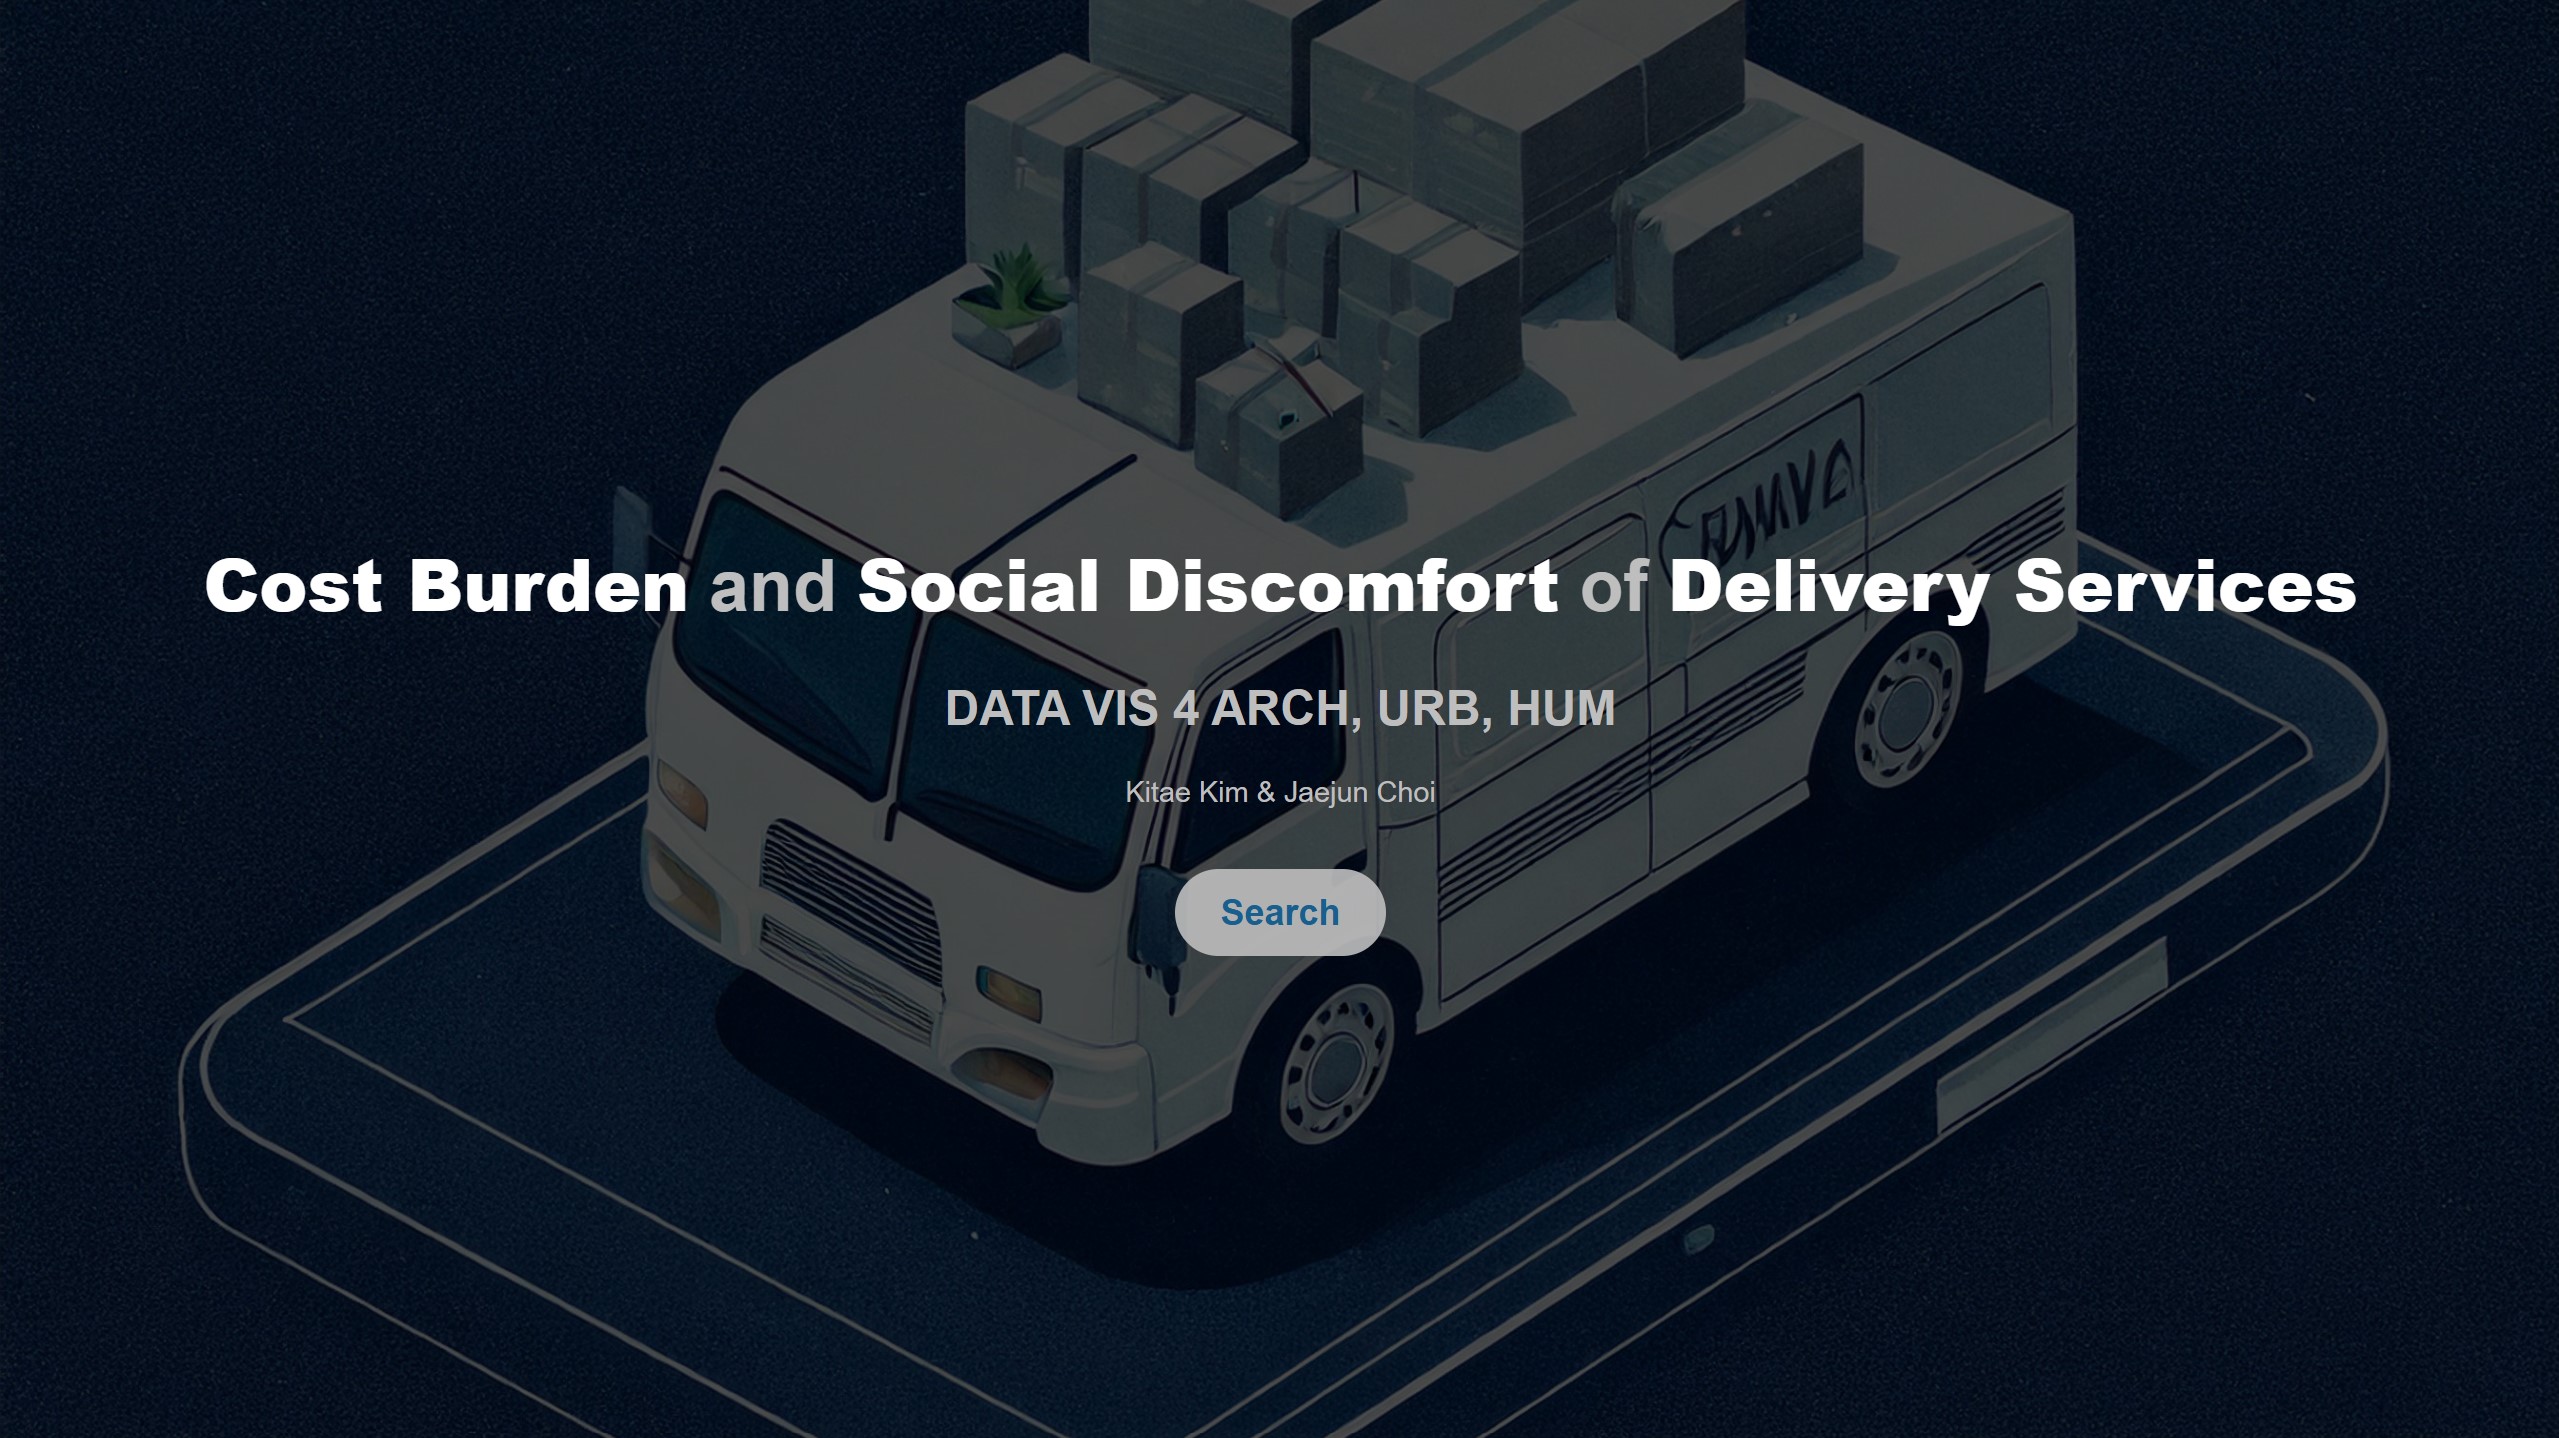 Cost Burden and Social Discomfort of Delivery Services
DATA VIS 4 ARCH, URB, HUM
Kitae Kim & Jaejun Choi
Search